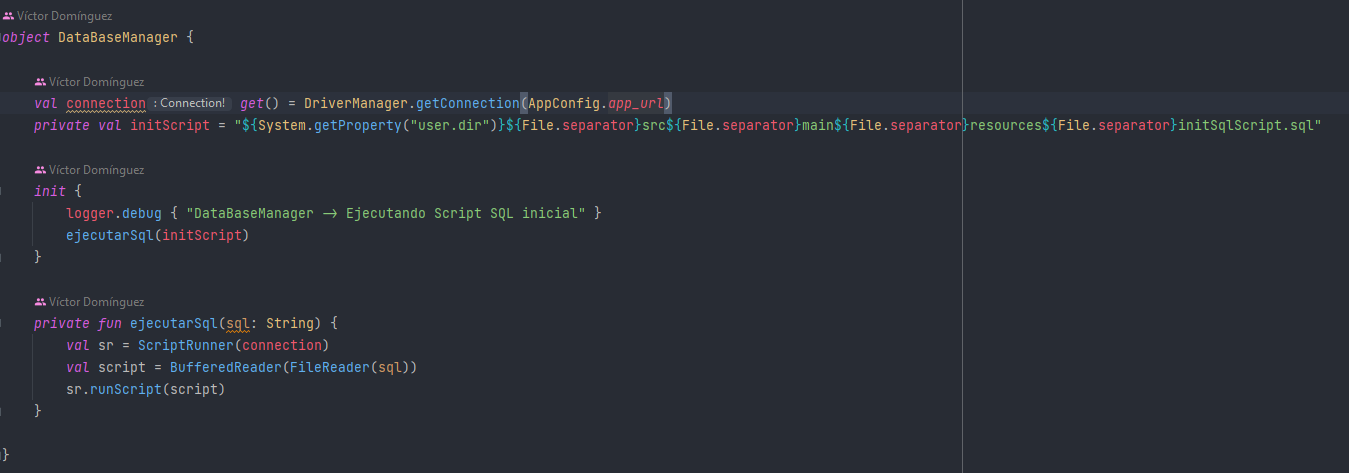 Víctor Domínguez
object DataBaseManager {
Víctor Domínguez
val connection : Connection! get() = DriverManager.getConnection(AppConfig.app_url)
private val initScript = "${System.getProperty("user.dir")}${File.separator}src${File.separator}main${File.separator}resources${File.separator}initSqlScript.sql"
Víctor Domínguez
init {
logger.debug { "DataBaseManager -> Ejecutando Script SQL inicial" }
ejecutarSql(initScript)
}
Víctor Domínguez
private fun ejecutarSql(sql: String) {
val sr = ScriptRunner(connection)
val script = BufferedReader(FileReader(sql))
sr.runScript(script)
}
}